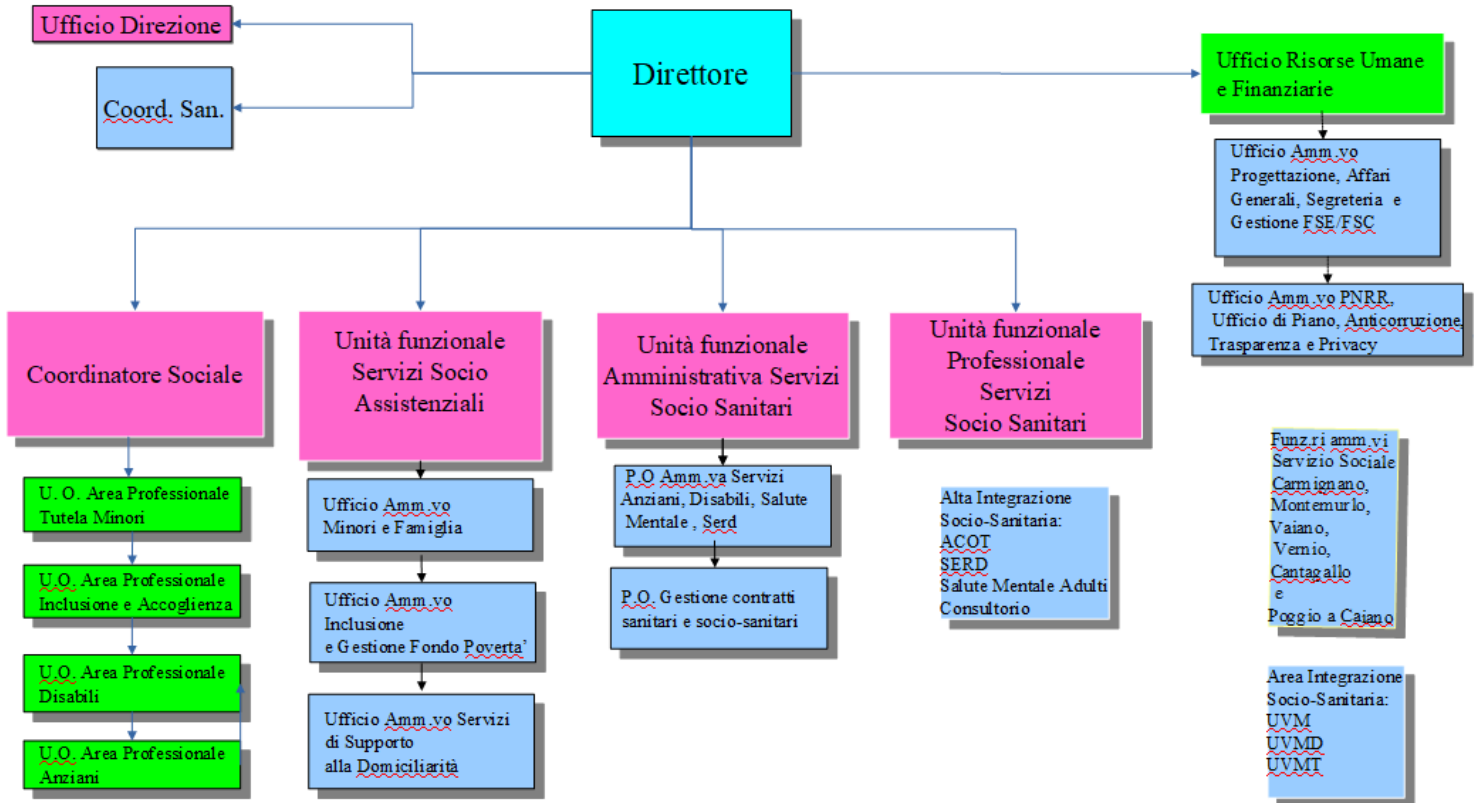 Ufficio Direzione
Coord. San.
Direttore
Ufficio Risorse Umane
e Finanziarie
Ufficio Amm.vo
Progettazione, Affari
Generali, Segreteria e
Gestione FSE/FSC
Ufficio Amm.vo PNRR,
Ufficio di Piano, Anticorruzione,
Trasparenza e Privacy
Coordinatore Sociale
U. O. Area Professionale
Tutela Minori
U.O. Area Professionale
Inclusione e Accoglienza
U.O. Area Professionale
Disabili
U.O. Area Professionale
Anziani
Unità funzionale
Servizi Socio
Assistenziali
Ufficio Amm.vo
Minori e Famiglia
Ufficio Amm.vo
Inclusione
e Gestione Fondo Poverta’
Ufficio Amm.vo Servizi
di Supporto
alla Domiciliarità
Unità funzionale
Amministrativa Servizi
Socio Sanitari
P.O Amm.va Servizi
Anziani, Disabili, Salute
Mentale , Serd
P.O. Gestione contratti
sanitari e socio-sanitari
Unità funzionale
Professionale
Servizi
Socio Sanitari
Alta Integrazione
Socio-Sanitaria:
ACOT
SERD
Salute Mentale Adulti
Consultorio
Funz.ri amm.vi
Servizio Sociale
Carmignano,
Montemurlo,
Vaiano,
Vernio,
Cantagallo
e
Poggio a Caiano
Area Integrazione
Socio-Sanitaria:
UVM
UVMD
UVMT